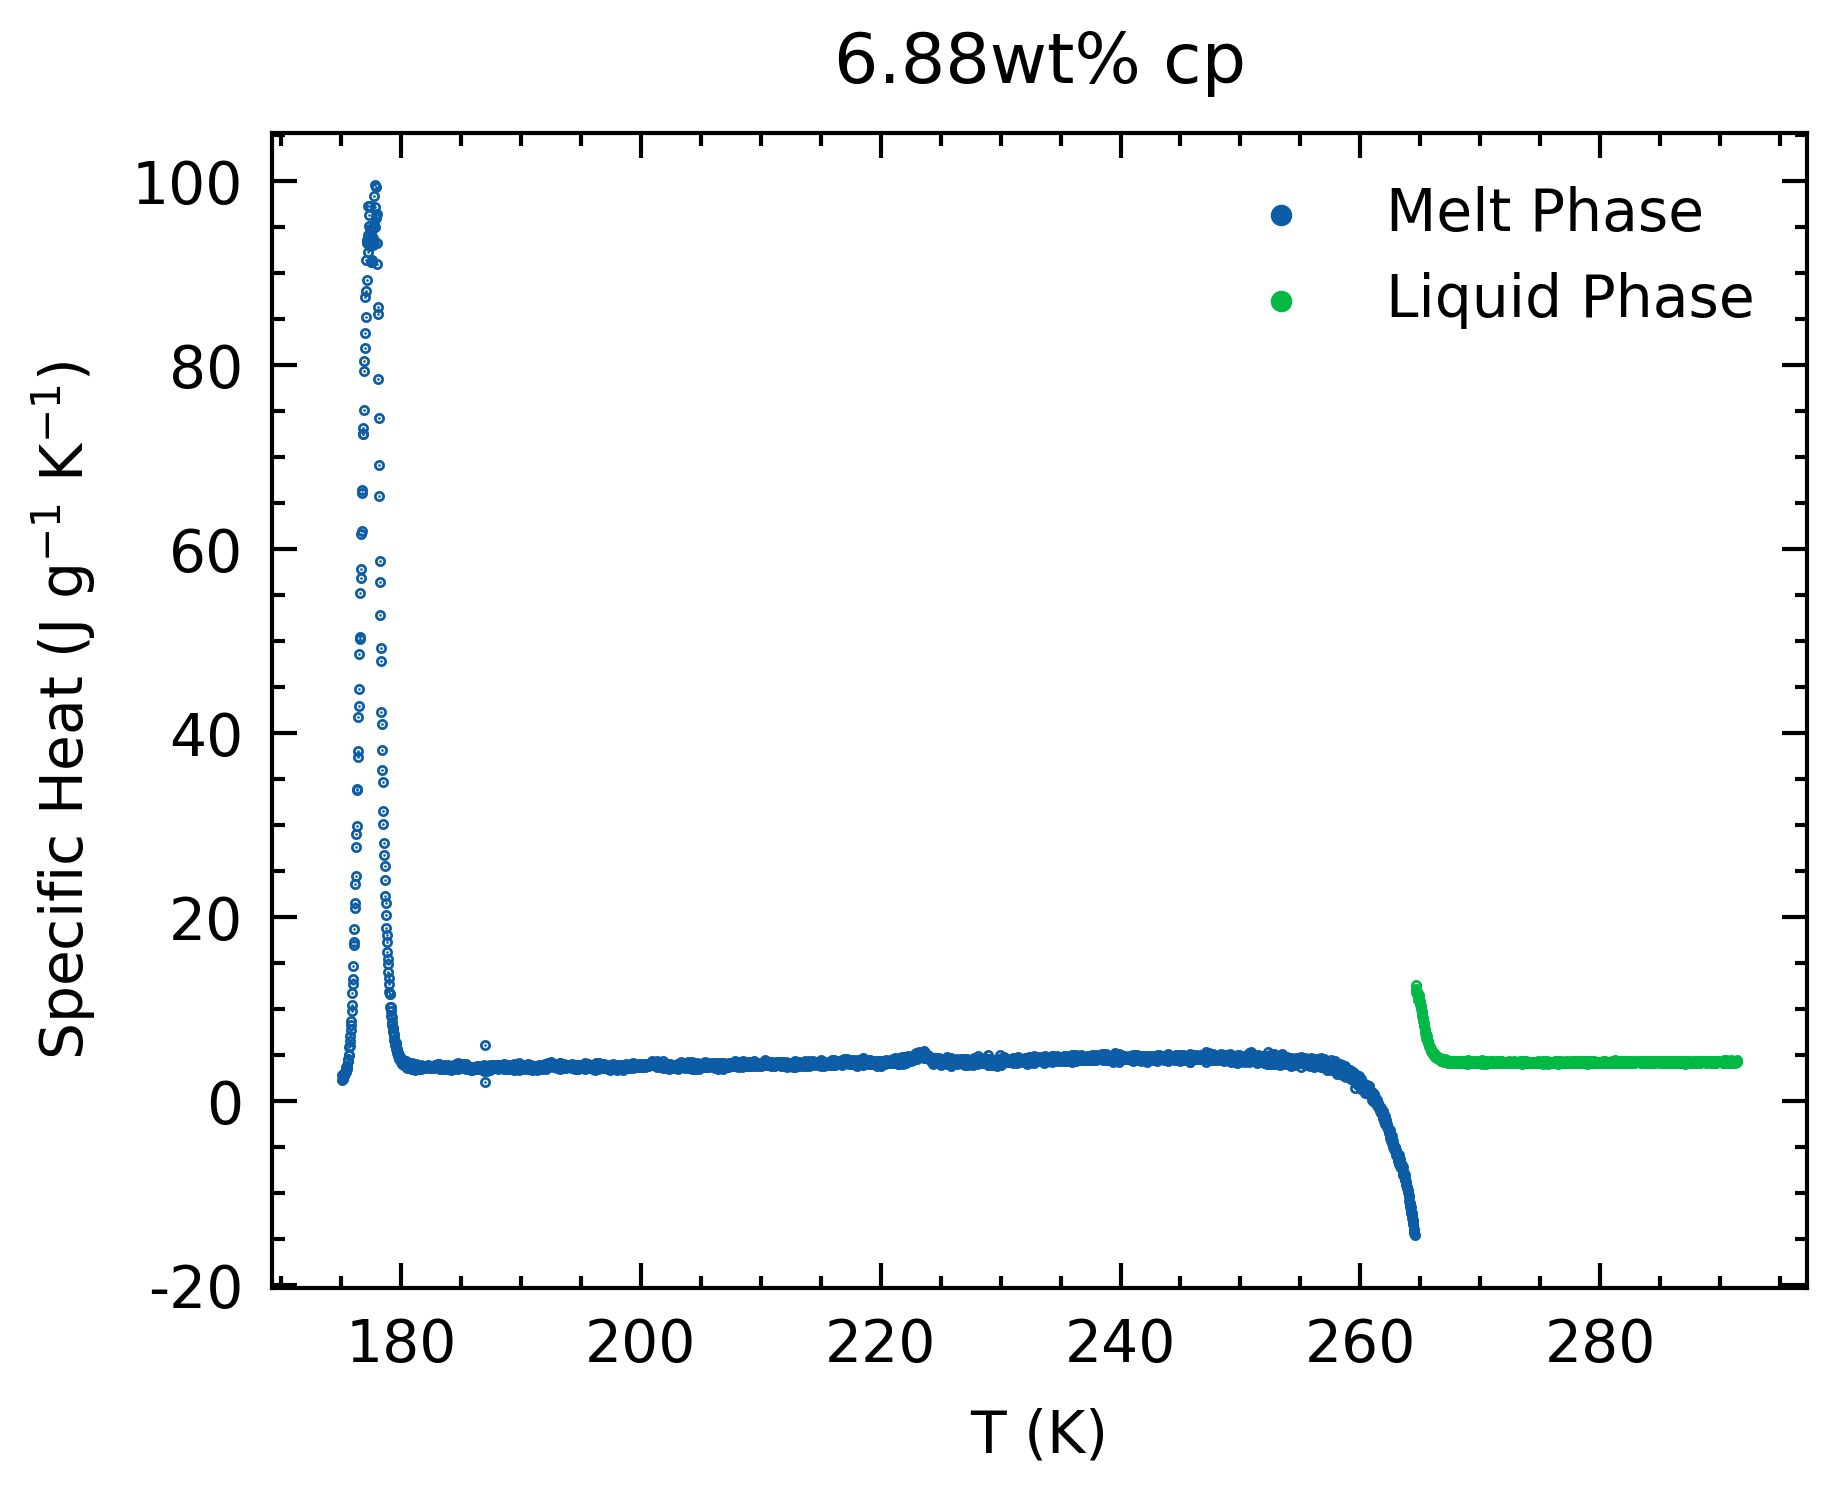 6.88wt% cp
Melt Phase
Liquid Phase
Specific Heat (J g⁻¹ K⁻¹)
100
80
60
40
20
0
-20
180 200 220 240 260 280
T (K)